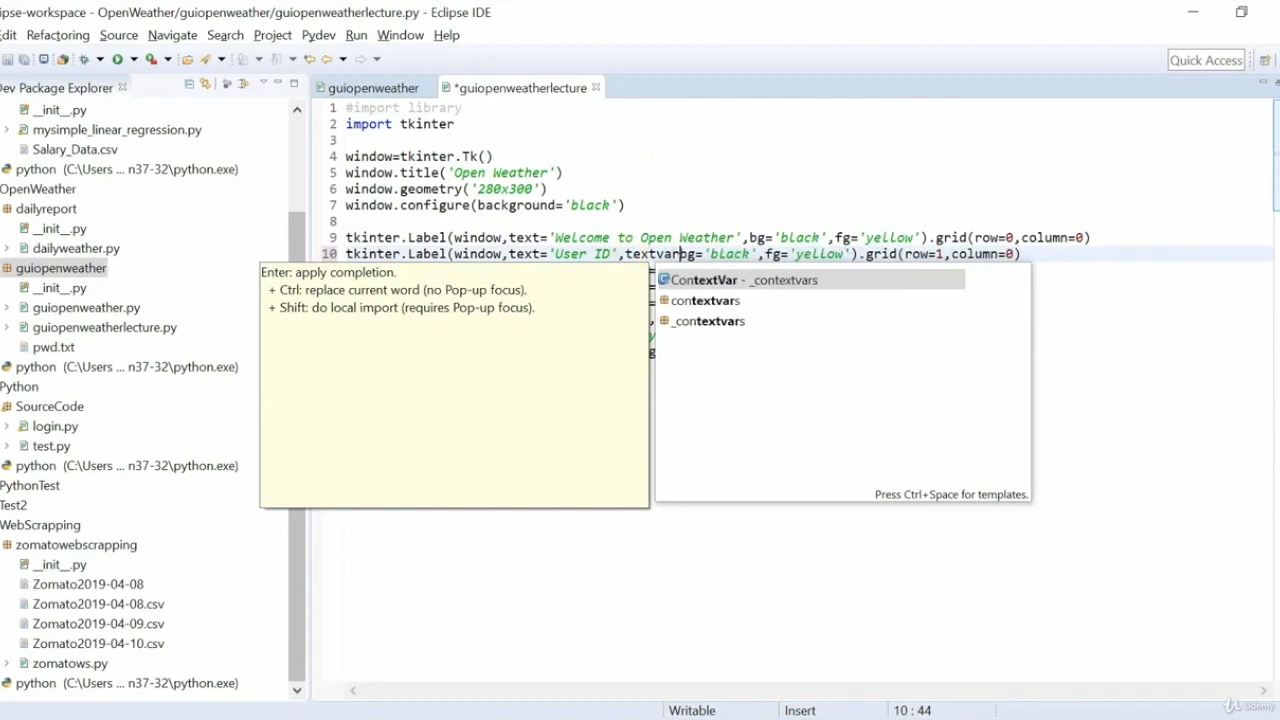 ipse-workspace - OpenWeather/guiopenweather/guiopenweatherlecture.py - Eclipse IDE
dit Refactoring Source Navigate Search Project Pydev Run Window Help
Quick Access
Dev Package Explorer
guiopenweather
*guiopenweatherlecture
__init__.py
mysimple_linear_regression.py
Salary_Data.csv
python (C:\Users ... n37-32\python.exe)
OpenWeather
dailyreport
__init__.py
dailyweather.py
guiopenweather
__init__.py
guiopenweather.py
guiopenweatherlecture.py
pwd.txt
python (C:\Users ... n37-32\python.exe)
Python
SourceCode
login.py
test.py
python (C:\Users ... n37-32\python.exe)
PythonTest
Test2
WebScrapping
zomatowebscrapping
__init__.py
Zomato2019-04-08
Zomato2019-04-08.csv
Zomato2019-04-09.csv
Zomato2019-04-10.csv
zomatows.py
python (C:\Users ... n37-32\python.exe)
1 #import library
2 import tkinter
3
4 window=tkinter.Tk()
5 window.title('Open Weather')
6 window.geometry('280x300')
7 window.configure(background='black')
8
9 tkinter.Label(window,text='Welcome to Open Weather',bg='black',fg='yellow').grid(row=0,column=0)
10 tkinter.Label(window,text='User ID',textvarbg='black',fg='yellow').grid(row=1,column=0)
Enter: apply completion.
+ Ctrl: replace current word (no Pop-up focus).
+ Shift: do local import (requires Pop-up focus).
ContextVar - _contextvars
contextvars
_contextvars
Press Ctrl+Space for templates.
Writable
Insert
10 : 44
Udemy